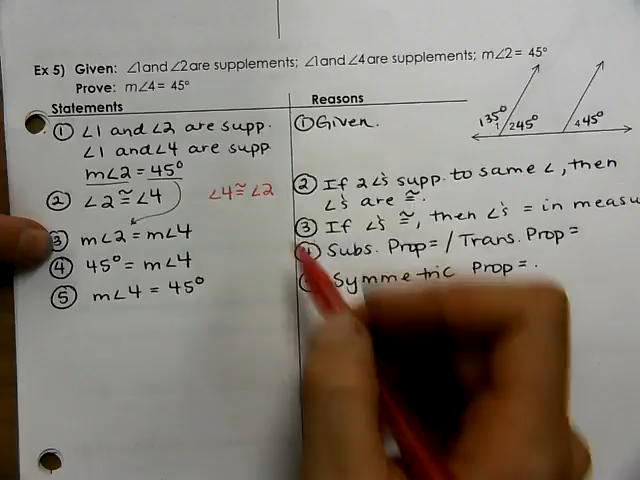 Ex 5) Given: ∠1 and ∠2 are supplements; ∠1 and ∠4 are supplements; m∠2 = 45°
Prove: m∠4 = 45°
Statements
Reasons
① ∠1 and ∠2 are supp.
∠1 and ∠4 are supp
m∠2 = 45°
② ∠2 ≅ ∠4
∠4 ≅ ∠2
③ m∠2 = m∠4
④ 45° = m∠4
⑤ m∠4 = 45°
① Given.
② If 2 ∠'s supp. to same ∠, then
∠'s are ≅.
③ If ∠'s ≅, then ∠'s = in measu
④ Subs. Prop= / Trans. Prop=
Symmetric Prop=.
135°
1 2 45°
4 45°